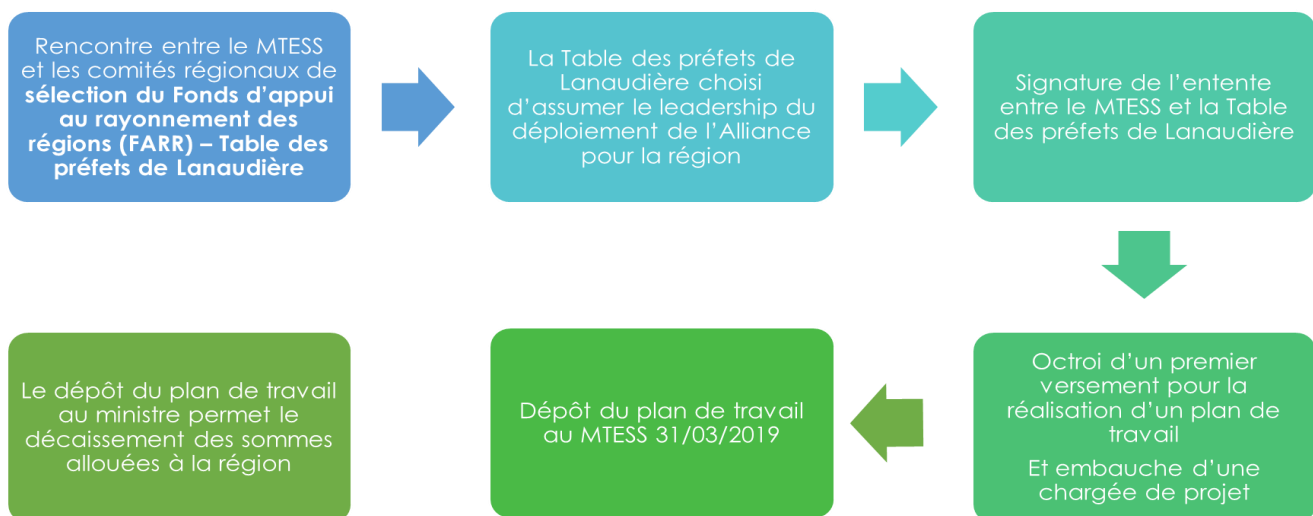 Rencontre entre le MTESS
et les comités régionaux de
sélection du Fonds d'appui
au rayonnement des
régions (FARR) – Table des
préfets de Lanaudière
La Table des préfets de
Lanaudière choisi
d'assumer le leadership du
déploiement de l'Alliance
pour la région
Signature de l'entente
entre le MTESS et la Table
des préfets de Lanaudière
Octroi d'un premier
versement pour la
réalisation d'un plan de
travail
Et embauche d'une
chargée de projet
Dépôt du plan de travail
au MTESS 31/03/2019
Le dépôt du plan de travail
au ministre permet le
décaissement des sommes
allouées à la région